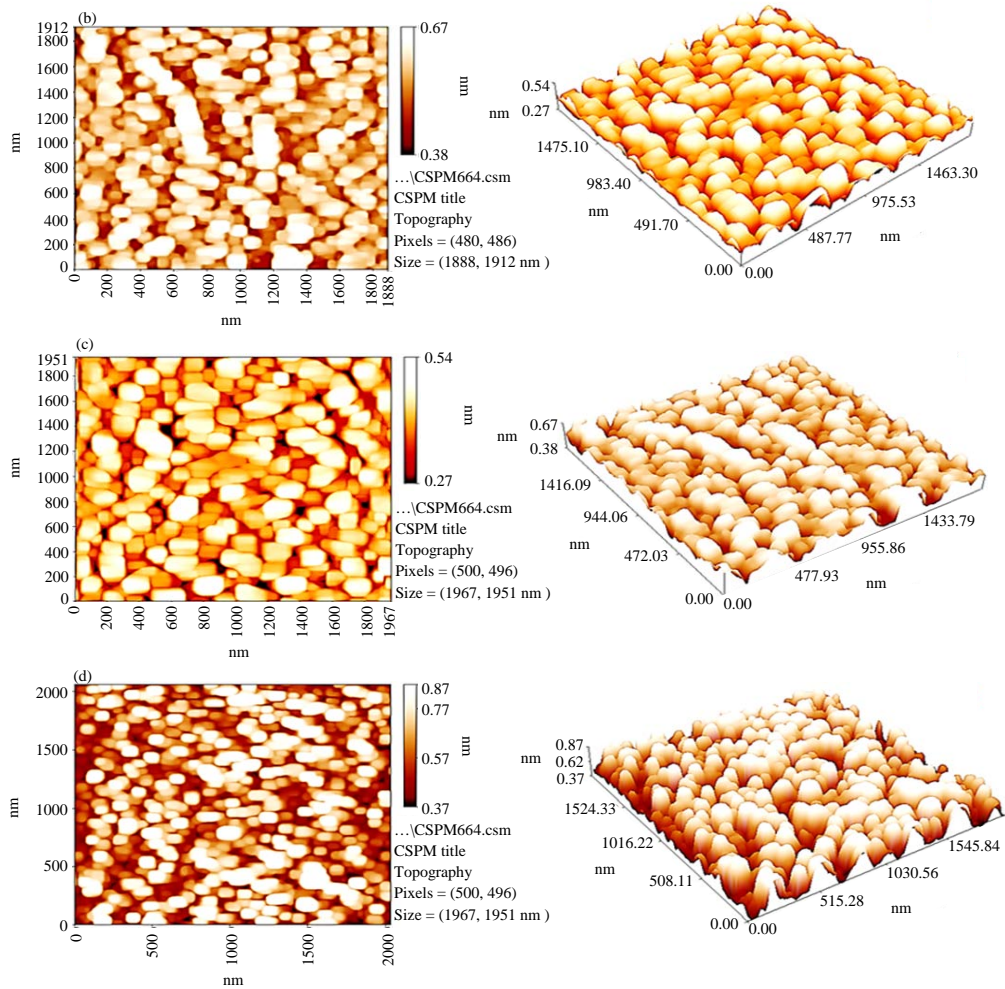 (b)
1912
1800
1600
1400
1200
1000
800
600
400
200
0
nm
0
200
400
600
800
1000
1200
1400
1600
1800
1888
nm
0.67
nm
0.38
…\CSPM664.csm
CSPM title
Topography
Pixels = (480, 486)
Size = (1888, 1912 nm )
0.54
nm
0.27
1475.10
983.40
nm
491.70
0.00
0.00
487.77
nm
975.53
1463.30
(c)
1951
1800
1600
1400
1200
1000
800
600
400
200
0
nm
0
200
400
600
800
1000
1200
1400
1600
1800
1967
nm
0.54
nm
0.27
…\CSPM664.csm
CSPM title
Topography
Pixels = (500, 496)
Size = (1967, 1951 nm )
0.67
nm
0.38
1416.09
944.06
nm
472.03
0.00
0.00
477.93
nm
955.86
1433.79
(d)
2000
1500
1000
500
0
nm
0
500
1000
1500
2000
nm
0.87
0.77
nm
0.57
0.37
…\CSPM664.csm
CSPM title
Topography
Pixels = (500, 496)
Size = (1967, 1951 nm )
0.87
nm
0.62
0.37
1524.33
1016.22
nm
508.11
0.00
0.00
515.28
nm
1030.56
1545.84